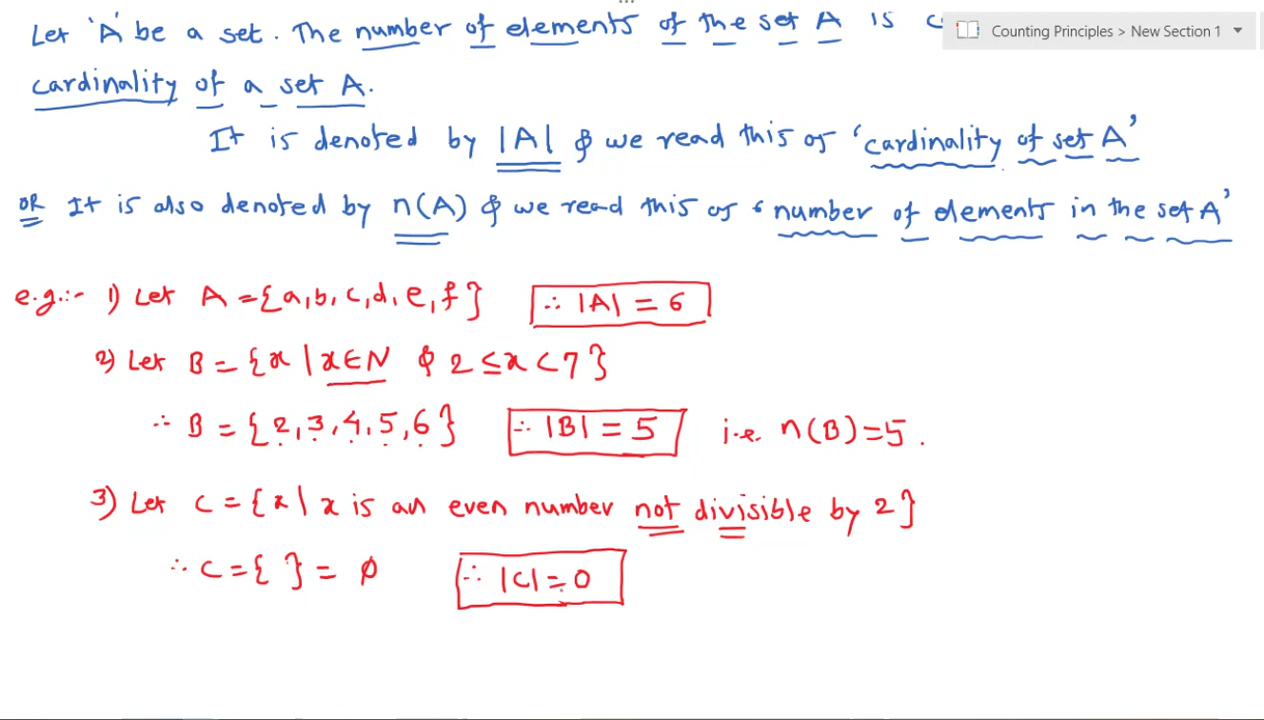 Let 'A' be a set. The number of elements of the set A is
Counting Principles > New Section 1
cardinality of a set A.
It is denoted by |A| & we read this as 'cardinality of set A'
OR It is also denoted by n(A) & we read this as 'number of elements in the set A'
e.g.:- 1) Let A = {a, b, c, d, e, f} ∴ |A| = 6
2) Let B = {x | x ∈ N & 2 ≤ x < 7}
∴ B = {2, 3, 4, 5, 6} ∴ |B| = 5 i.e. n(B) = 5.
3) Let C = {x | x is an even number not divisible by 2}
∴ C = { } = ϕ ∴ |C| = 0